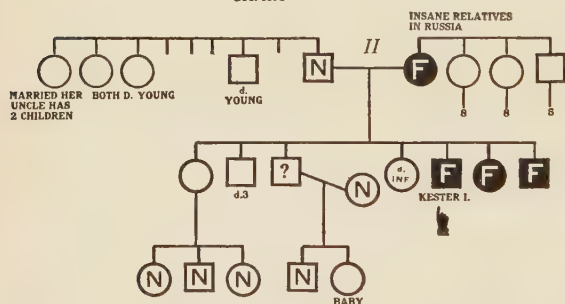 INSANE RELATIVES
IN RUSSIA
II
N
F
MARRIED HER
UNCLE HAS
2 CHILDREN
BOTH D. YOUNG
d.
YOUNG
8
8
5
?
N
d.
INF
F
F
F
d.3
KESTER I.
N
N
N
N
BABY